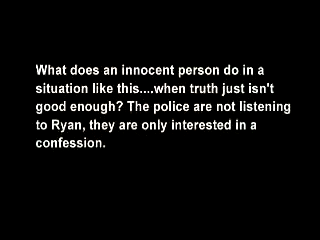 What does an innocent person do in a
situation like this....when truth just isn't
good enough? The police are not listening
to Ryan, they are only interested in a
confession.